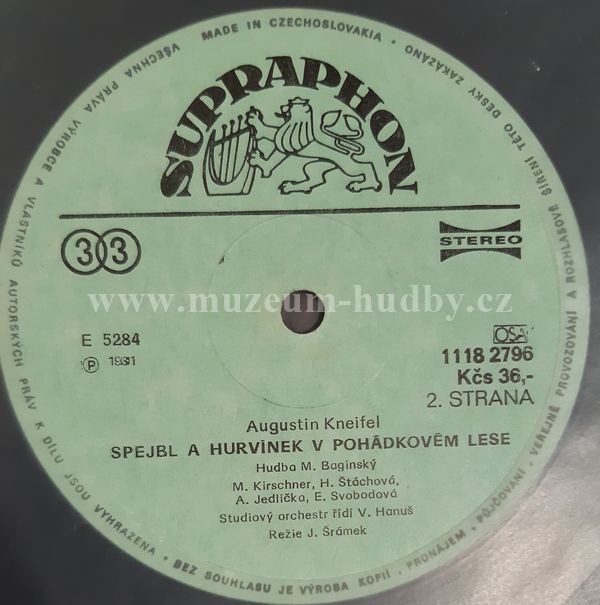 MADE IN CZECHOSLOVAKIA • VŠECHNA PRÁVA VÝROBCE A VLASTNÍKŮ AUTORSKÝCH PRÁV K DÍLU JSOU VYHRAZENA • BEZ SOUHLASU JE VÝROBA KOPIÍ, PRONÁJEM, PŮJČOVÁNÍ, VEŘEJNÉ PROVOZOVÁNÍ A ROZHLASOVÉ ŠÍŘENÍ TÉTO DESKY ZAKÁZÁNO •
SUPRAPHON
33
STEREO
www.muzeum-hudby.cz
E 5284
Ⓟ 1981
OSA
1118 2796
Kčs 36,-
2. STRANA
Augustin Kneifel
SPEJBL A HURVÍNEK V POHÁDKOVÉM LESE
Hudba M. Baginský
M. Kirschner, H. Štáchová,
A. Jedlička, E. Svobodová
Studiový orchestr řídí V. Hanuš
Režie J. Šrámek